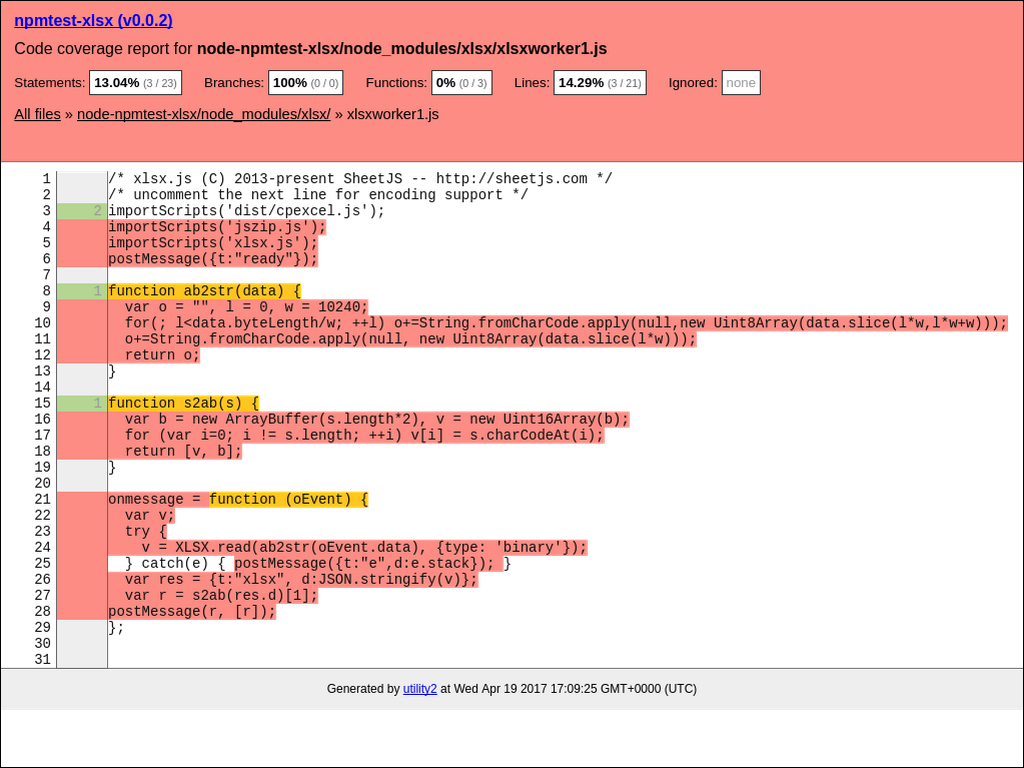 npmtest-xlsx (v0.0.2)
Code coverage report for node-npmtest-xlsx/node_modules/xlsx/xlsxworker1.js
Statements: 13.04% (3 / 23) Branches: 100% (0 / 0) Functions: 0% (0 / 3) Lines: 14.29% (3 / 21) Ignored: none
All files » node-npmtest-xlsx/node_modules/xlsx/ » xlsxworker1.js
1 /* xlsx.js (C) 2013-present SheetJS -- http://sheetjs.com */
2 /* uncomment the next line for encoding support */
3 2 importScripts('dist/cpexcel.js');
4 importScripts('jszip.js');
5 importScripts('xlsx.js');
6 postMessage({t:"ready"});
7
8 1 function ab2str(data) {
9   var o = "", l = 0, w = 10240;
10   for(; l<data.byteLength/w; ++l) o+=String.fromCharCode.apply(null,new Uint8Array(data.slice(l*w,l*w+w)));
11   o+=String.fromCharCode.apply(null, new Uint8Array(data.slice(l*w)));
12   return o;
13 }
14
15 1 function s2ab(s) {
16   var b = new ArrayBuffer(s.length*2), v = new Uint16Array(b);
17   for (var i=0; i != s.length; ++i) v[i] = s.charCodeAt(i);
18   return [v, b];
19 }
20
21 onmessage = function (oEvent) {
22   var v;
23   try {
24     v = XLSX.read(ab2str(oEvent.data), {type: 'binary'});
25   } catch(e) { postMessage({t:"e",d:e.stack}); }
26   var res = {t:"xlsx", d:JSON.stringify(v)};
27   var r = s2ab(res.d)[1];
28 postMessage(r, [r]);
29 };
30
31
Generated by utility2 at Wed Apr 19 2017 17:09:25 GMT+0000 (UTC)